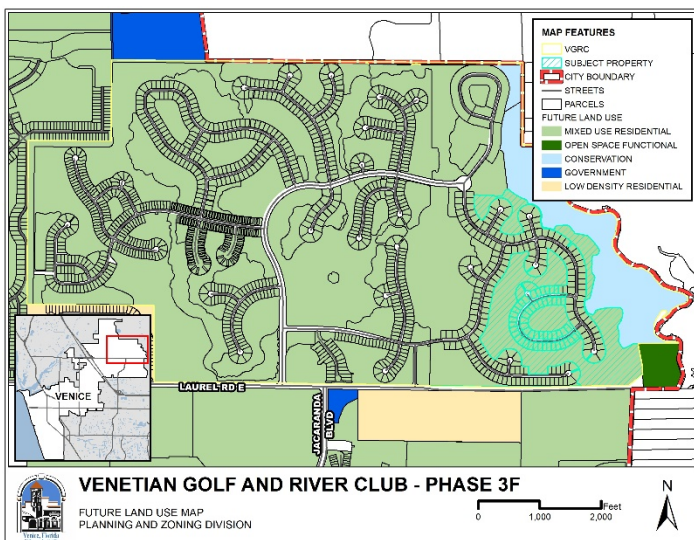 MAP FEATURES
VGRC
SUBJECT PROPERTY
CITY BOUNDARY
STREETS
PARCELS
FUTURE LAND USE
MIXED USE RESIDENTIAL
OPEN SPACE FUNCTIONAL
CONSERVATION
GOVERNMENT
LOW DENSITY RESIDENTIAL
VENICE
LAUREL RD E
JACARANDA
BLVD
VENETIAN GOLF AND RIVER CLUB - PHASE 3F
FUTURE LAND USE MAP
PLANNING AND ZONING DIVISION
Venice, Florida
Feet
0 1,000 2,000
N